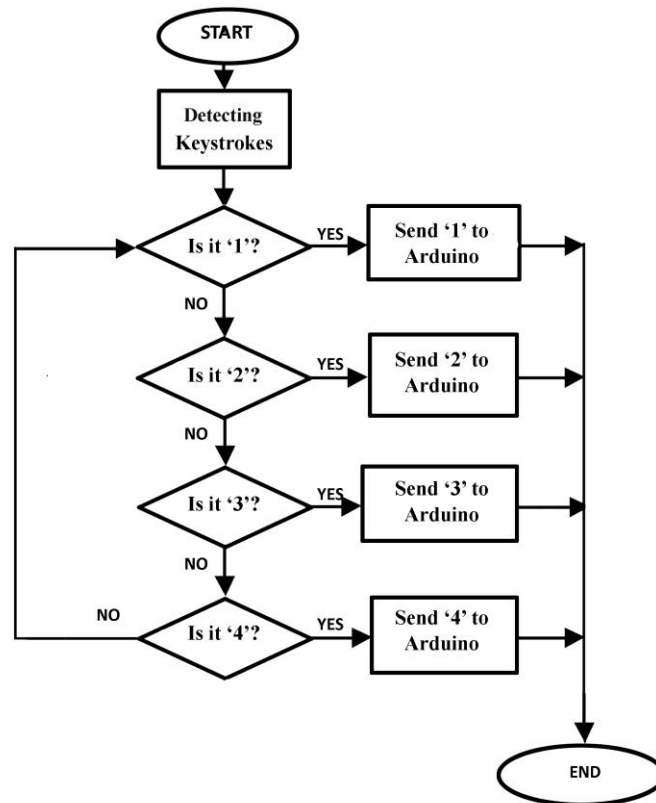 START
Detecting
Keystrokes
Is it ‘1’?
YES
Send ‘1’ to
Arduino
NO
Is it ‘2’?
YES
Send ‘2’ to
Arduino
NO
Is it ‘3’?
YES
Send ‘3’ to
Arduino
NO
NO
Is it ‘4’?
YES
Send ‘4’ to
Arduino
END